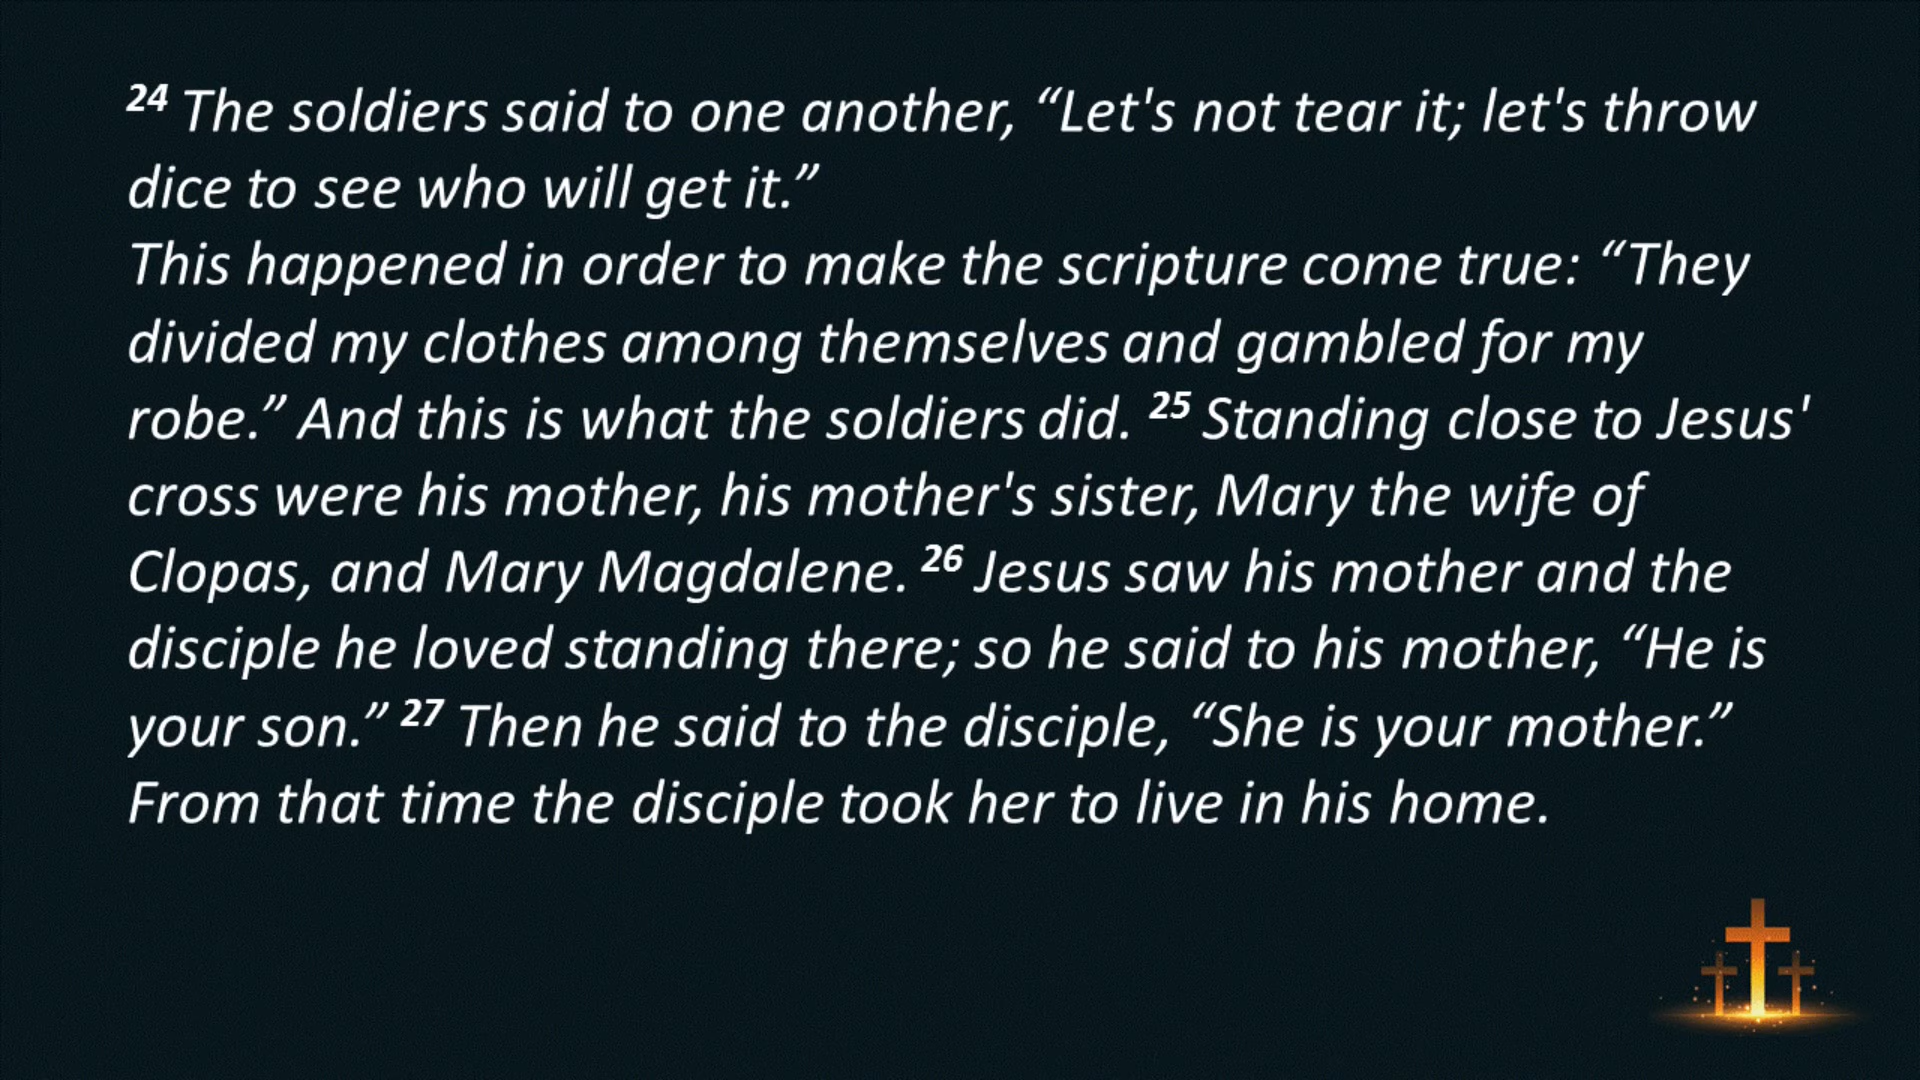 24 The soldiers said to one another, “Let's not tear it; let's throw
dice to see who will get it.”
This happened in order to make the scripture come true: “They
divided my clothes among themselves and gambled for my
robe.” And this is what the soldiers did. 25 Standing close to Jesus'
cross were his mother, his mother's sister, Mary the wife of
Clopas, and Mary Magdalene. 26 Jesus saw his mother and the
disciple he loved standing there; so he said to his mother, “He is
your son.” 27 Then he said to the disciple, “She is your mother.”
From that time the disciple took her to live in his home.